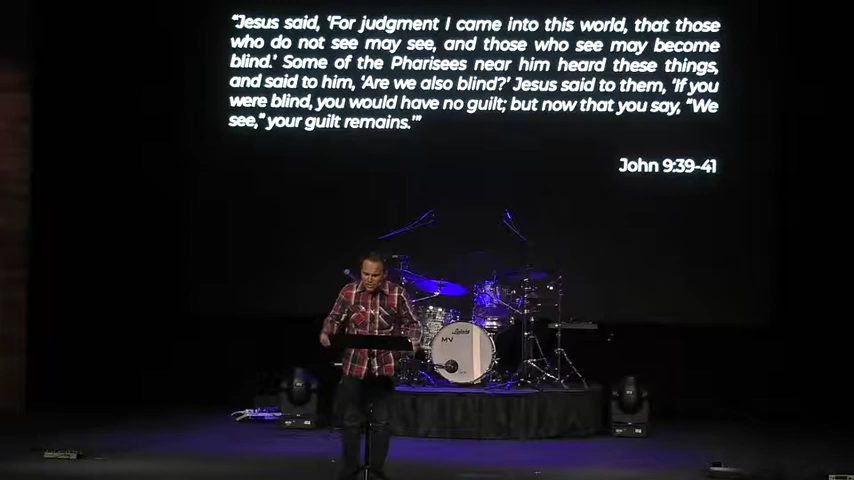 "Jesus said, 'For judgment I came into this world, that those
who do not see may see, and those who see may become
blind.' Some of the Pharisees near him heard these things,
and said to him, 'Are we also blind?' Jesus said to them, 'If you
were blind, you would have no guilt; but now that you say, "We
see," your guilt remains.'"
John 9:39-41
Ludwig
MV